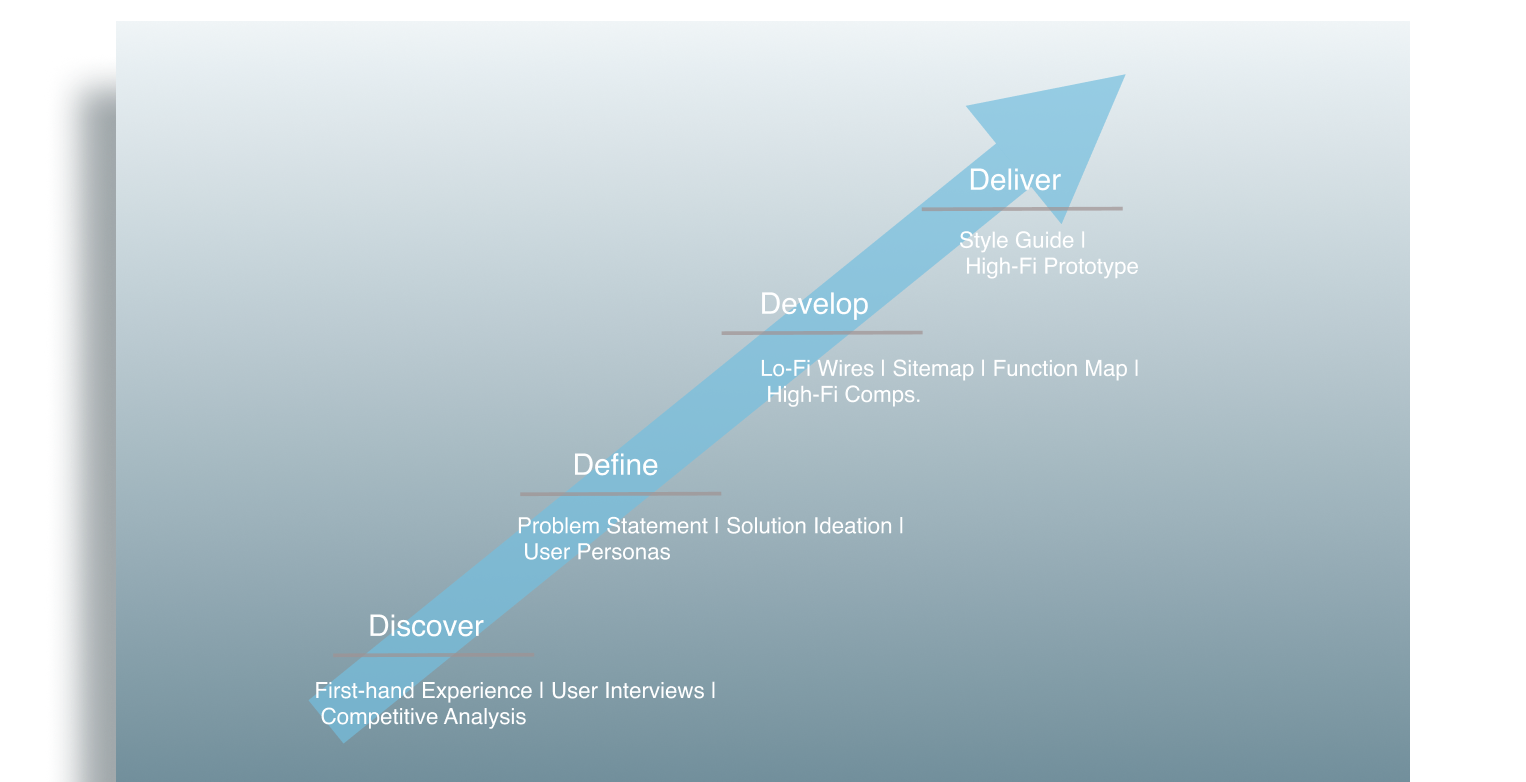 Deliver
Style Guide |
High-Fi Prototype
Develop
Lo-Fi Wires | Sitemap | Function Map |
High-Fi Comps.
Define
Problem Statement | Solution Ideation |
User Personas
Discover
First-hand Experience | User Interviews |
Competitive Analysis